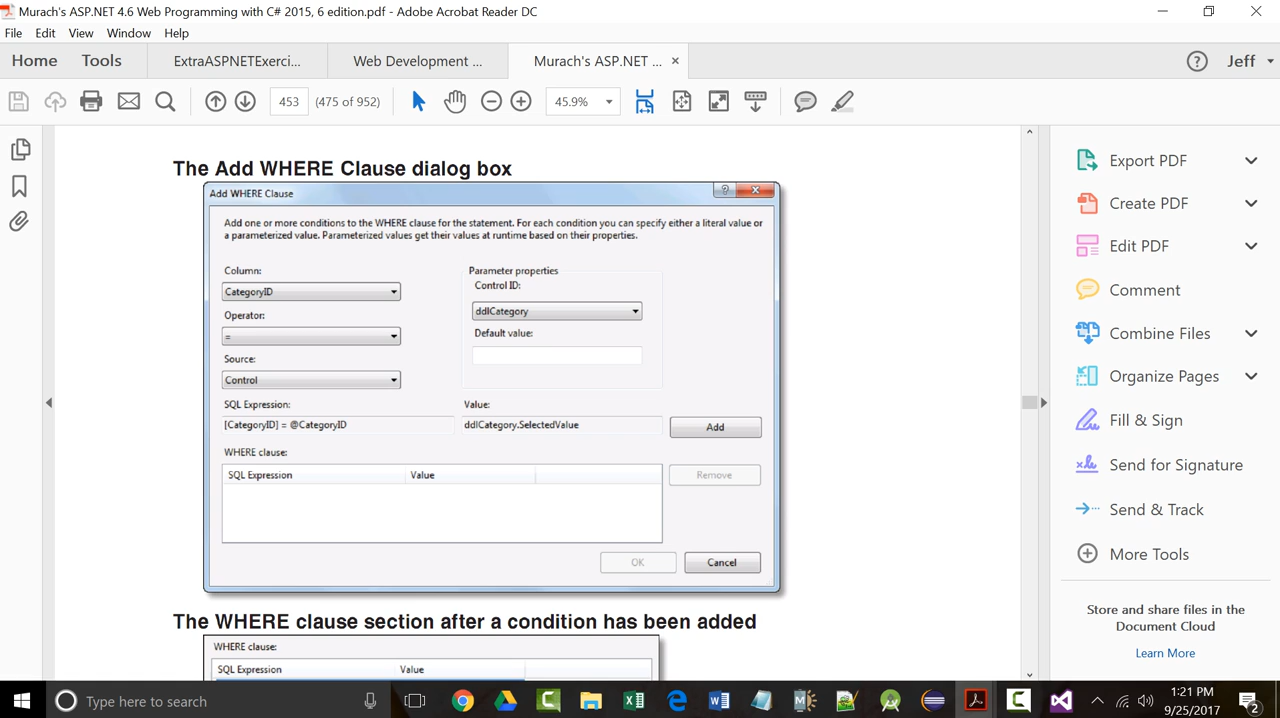 Murach's ASP.NET 4.6 Web Programming with C# 2015, 6 edition.pdf - Adobe Acrobat Reader DC
File Edit View Window Help
Home Tools ExtraASPNETExerci... Web Development ... Murach's ASP.NET ... × ? Jeff
453 (475 of 952) 45.9%
The Add WHERE Clause dialog box
Add WHERE Clause
Add one or more conditions to the WHERE clause for the statement. For each condition you can specify either a literal value or
a parameterized value. Parameterized values get their values at runtime based on their properties.
Column:
CategoryID
Operator:
=
Source:
Control
Parameter properties
Control ID:
ddlCategory
Default value:
SQL Expression:
[CategoryID] = @CategoryID
Value:
ddlCategory.SelectedValue
Add
WHERE clause:
SQL Expression Value
Remove
OK Cancel
The WHERE clause section after a condition has been added
WHERE clause:
SQL Expression Value
Export PDF
Create PDF
Edit PDF
Comment
Combine Files
Organize Pages
Fill & Sign
Send for Signature
Send & Track
More Tools
Store and share files in the
Document Cloud
Learn More
Type here to search
1:21 PM
9/25/2017
2